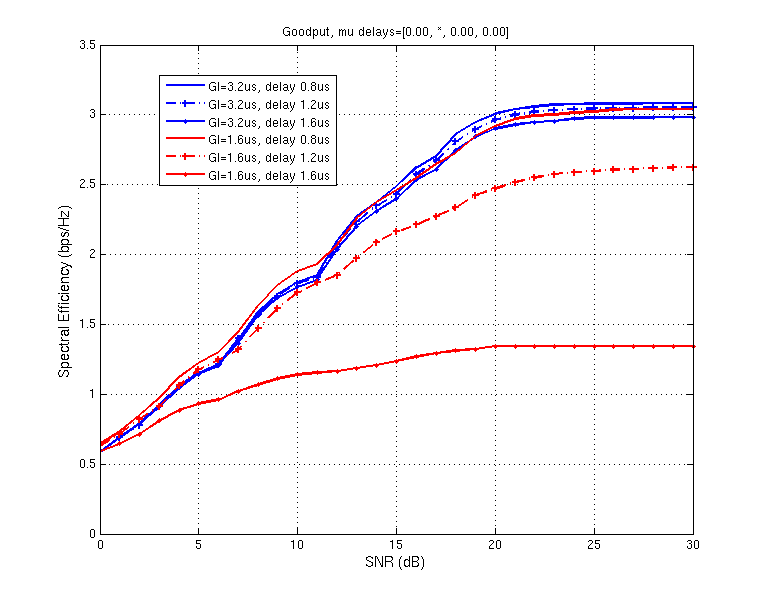 Goodput, mu delays=[0.00, *, 0.00, 0.00]
3.5
3
2.5
2
1.5
1
0.5
0
Spectral Efficiency (bps/Hz)
GI=3.2us, delay 0.8us
GI=3.2us, delay 1.2us
GI=3.2us, delay 1.6us
GI=1.6us, delay 0.8us
GI=1.6us, delay 1.2us
GI=1.6us, delay 1.6us
0 5 10 15 20 25 30
SNR (dB)